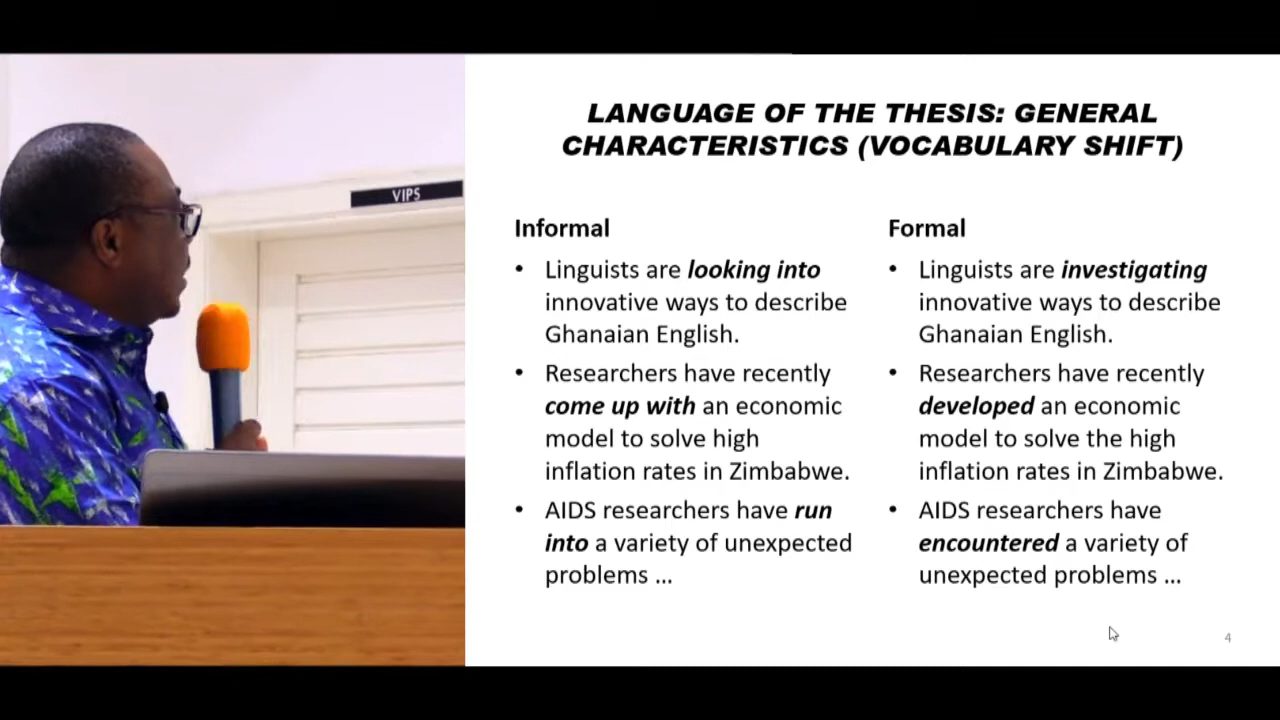 VIPS
LANGUAGE OF THE THESIS: GENERAL
CHARACTERISTICS (VOCABULARY SHIFT)
Informal
• Linguists are looking into
innovative ways to describe
Ghanaian English.
• Researchers have recently
come up with an economic
model to solve high
inflation rates in Zimbabwe.
• AIDS researchers have run
into a variety of unexpected
problems ...
Formal
• Linguists are investigating
innovative ways to describe
Ghanaian English.
• Researchers have recently
developed an economic
model to solve the high
inflation rates in Zimbabwe.
• AIDS researchers have
encountered a variety of
unexpected problems ...
4